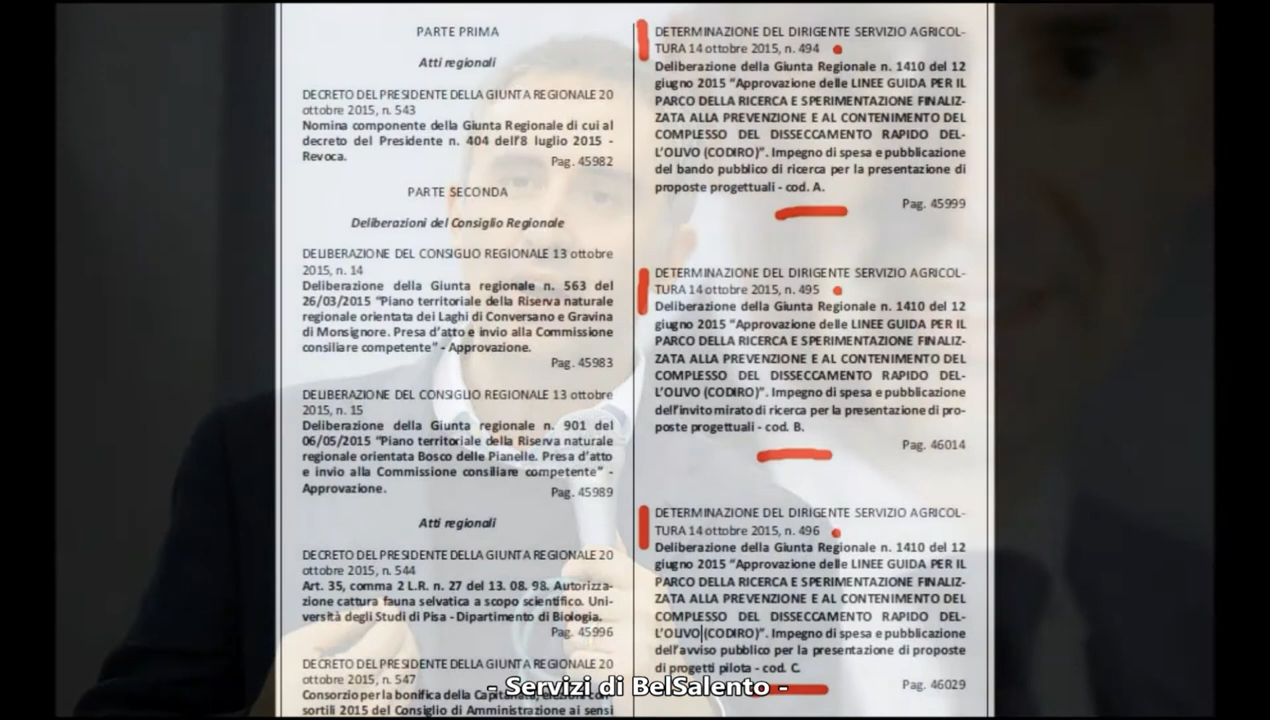 PARTE PRIMA
Atti regionali
DECRETO DEL PRESIDENTE DELLA GIUNTA REGIONALE 20
ottobre 2015, n. 543
Nomina componente della Giunta Regionale di cui al
decreto del Presidente n. 404 dell'8 luglio 2015 -
Revoca.
Pag. 45982
PARTE SECONDA
Deliberazioni del Consiglio Regionale
DELIBERAZIONE DEL CONSIGLIO REGIONALE 13 ottobre
2015, n. 14
Deliberazione della Giunta regionale n. 563 del
26/03/2015 "Piano territoriale della Riserva naturale
regionale orientata dei Laghi di Conversano e Gravina
di Monsignore. Presa d'atto e invio alla Commissione
consiliare competente" - Approvazione.
Pag. 45983
DELIBERAZIONE DEL CONSIGLIO REGIONALE 13 ottobre
2015, n. 15
Deliberazione della Giunta regionale n. 901 del
06/05/2015 "Piano territoriale della Riserva naturale
regionale orientata Bosco delle Pianelle. Presa d'atto
e invio alla Commissione consiliare competente" -
Approvazione.
Pag. 45989
Atti regionali
DECRETO DEL PRESIDENTE DELLA GIUNTA REGIONALE 20
ottobre 2015, n. 544
Art. 35, comma 2 L.R. n. 27 del 13. 08. 98. Autorizza-
zione cattura fauna selvatica a scopo scientifico. Uni-
versità degli Studi di Pisa - Dipartimento di Biologia.
Pag. 45996
DECRETO DEL PRESIDENTE DELLA GIUNTA REGIONALE 20
ottobre 2015, n. 547
Consorzio per la bonifica della
sortili 2015 del Consiglio di Amministrazione ai sensi
DETERMINAZIONE DEL DIRIGENTE SERVIZIO AGRICOL-
TURA 14 ottobre 2015, n. 494
Deliberazione della Giunta Regionale n. 1410 del 12
giugno 2015 "Approvazione delle LINEE GUIDA PER IL
PARCO DELLA RICERCA E SPERIMENTAZIONE FINALIZ-
ZATA ALLA PREVENZIONE E AL CONTENIMENTO DEL
COMPLESSO DEL DISSECCAMENTO RAPIDO DEL-
L'OLIVO (CODIRO)". Impegno di spesa e pubblicazione
del bando pubblico di ricerca per la presentazione di
proposte progettuali - cod. A.
Pag. 45999
DETERMINAZIONE DEL DIRIGENTE SERVIZIO AGRICOL-
TURA 14 ottobre 2015, n. 495
Deliberazione della Giunta Regionale n. 1410 del 12
giugno 2015 "Approvazione delle LINEE GUIDA PER IL
PARCO DELLA RICERCA E SPERIMENTAZIONE FINALIZ-
ZATA ALLA PREVENZIONE E AL CONTENIMENTO DEL
COMPLESSO DEL DISSECCAMENTO RAPIDO DEL-
L'OLIVO (CODIRO)". Impegno di spesa e pubblicazione
dell'invito mirato di ricerca per la presentazione di pro-
poste progettuali - cod. B.
Pag. 46014
DETERMINAZIONE DEL DIRIGENTE SERVIZIO AGRICOL-
TURA 14 ottobre 2015, n. 496
Deliberazione della Giunta Regionale n. 1410 del 12
giugno 2015 "Approvazione delle LINEE GUIDA PER IL
PARCO DELLA RICERCA E SPERIMENTAZIONE FINALIZ-
ZATA ALLA PREVENZIONE E AL CONTENIMENTO DEL
COMPLESSO DEL DISSECCAMENTO RAPIDO DEL-
L'OLIVO (CODIRO)". Impegno di spesa e pubblicazione
dell'avviso pubblico per la presentazione di proposte
di progetti pilota - cod. C.
Pag. 46029
- Servizi di BelSalento -